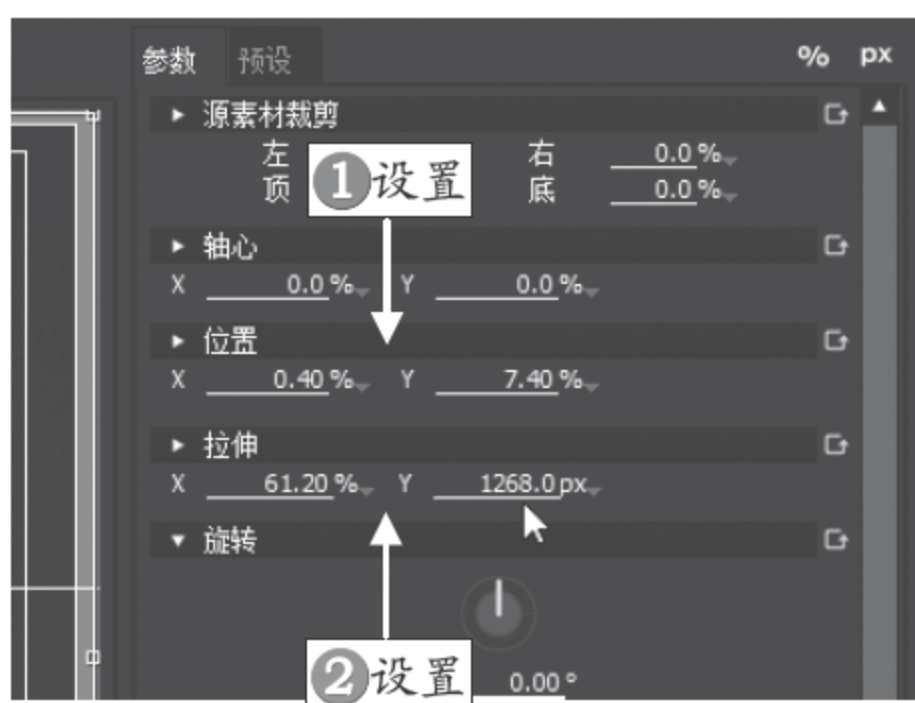 参数 预设 % px
源素材裁剪
左 右 0.0 %
顶 底 0.0 %
1 设置
轴心
X 0.0 % Y 0.0 %
位置
X 0.40 % Y 7.40 %
拉伸
X 61.20 % Y 1268.0 px
旋转
2 设置
0.00 °